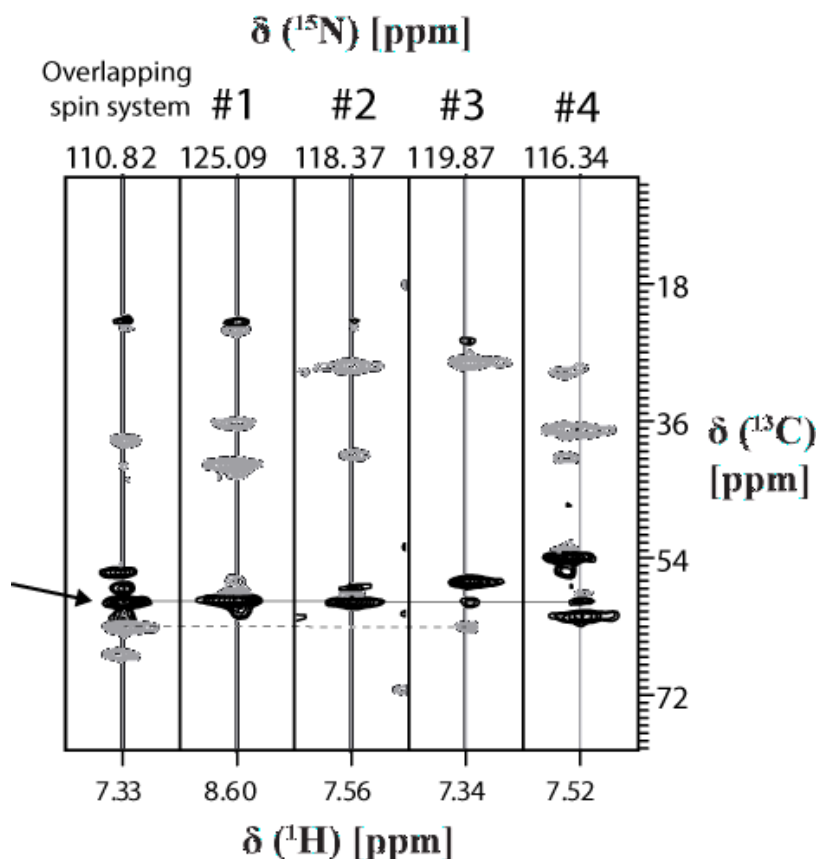 δ (¹⁵N) [ppm]
Overlapping
spin system #1 #2 #3 #4
110.82 125.09 118.37 119.87 116.34
18
36
δ (¹³C)
[ppm]
54
72
7.33 8.60 7.56 7.34 7.52
δ (¹H) [ppm]